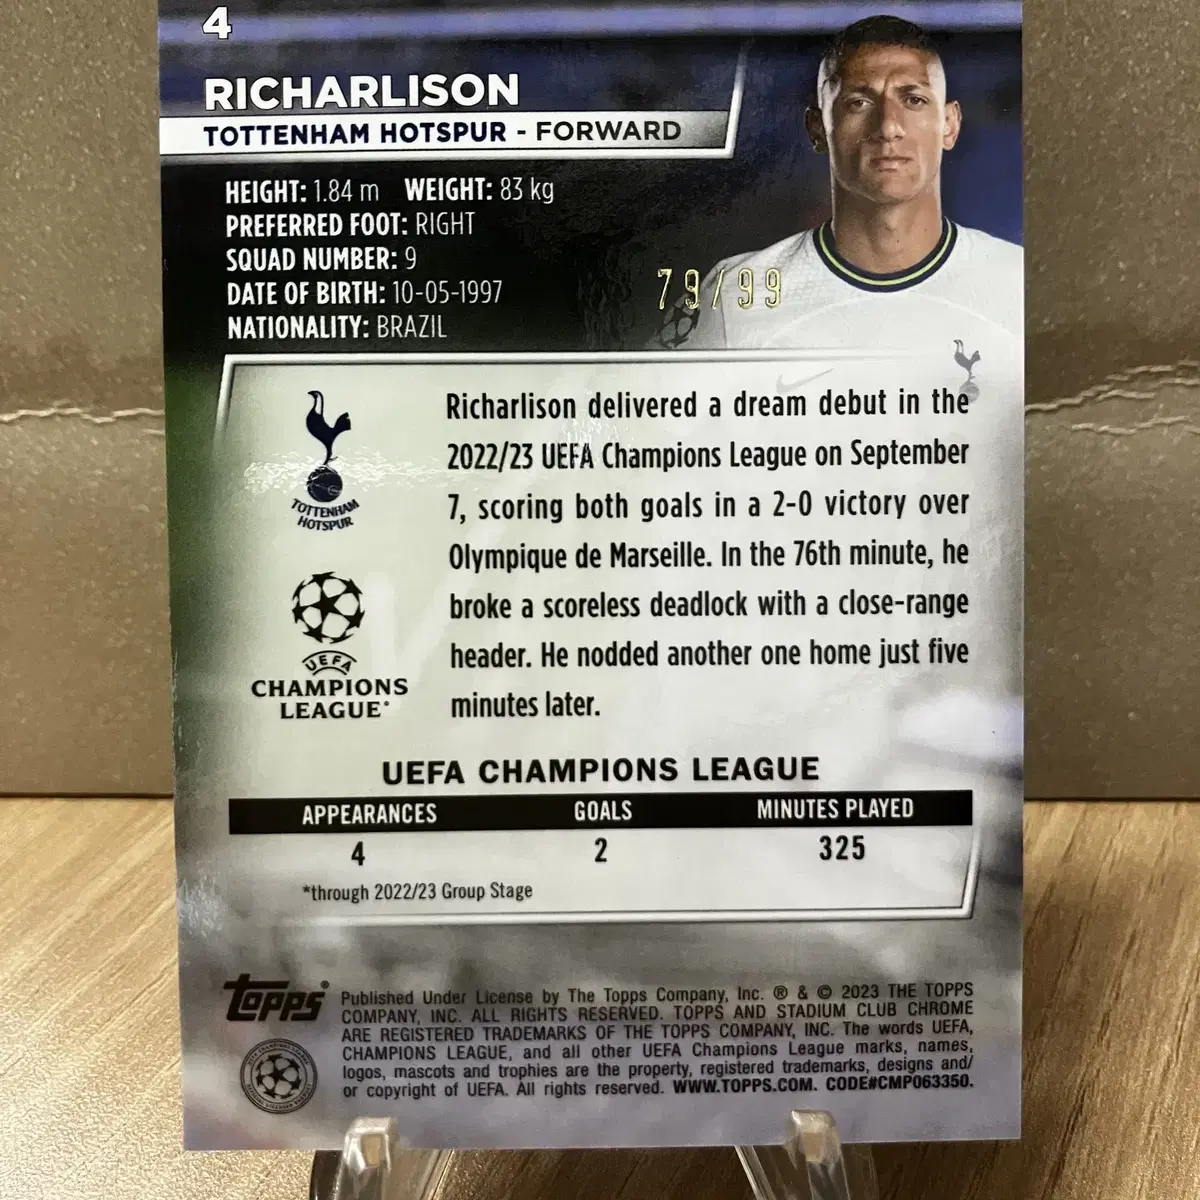 4
RICHARLISON
TOTTENHAM HOTSPUR - FORWARD
HEIGHT: 1.84 m WEIGHT: 83 kg
PREFERRED FOOT: RIGHT
SQUAD NUMBER: 9
DATE OF BIRTH: 10-05-1997
NATIONALITY: BRAZIL
79/99
TOTTENHAM
HOTSPUR
UEFA
CHAMPIONS
LEAGUE®
Richarlison delivered a dream debut in the
2022/23 UEFA Champions League on September
7, scoring both goals in a 2-0 victory over
Olympique de Marseille. In the 76th minute, he
broke a scoreless deadlock with a close-range
header. He nodded another one home just five
minutes later.
UEFA CHAMPIONS LEAGUE
APPEARANCES GOALS MINUTES PLAYED
4 2 325
*through 2022/23 Group Stage
topps®
Published Under License by The Topps Company, Inc. ® & © 2023 THE TOPPS
COMPANY, INC. ALL RIGHTS RESERVED. TOPPS AND STADIUM CLUB CHROME
ARE REGISTERED TRADEMARKS OF THE TOPPS COMPANY, INC. The words UEFA,
CHAMPIONS LEAGUE, and all other UEFA Champions League marks, names,
logos, mascots and trophies are the property, registered trademarks, designs and/
or copyright of UEFA. All rights reserved. WWW.TOPPS.COM. CODE#CMP063350.